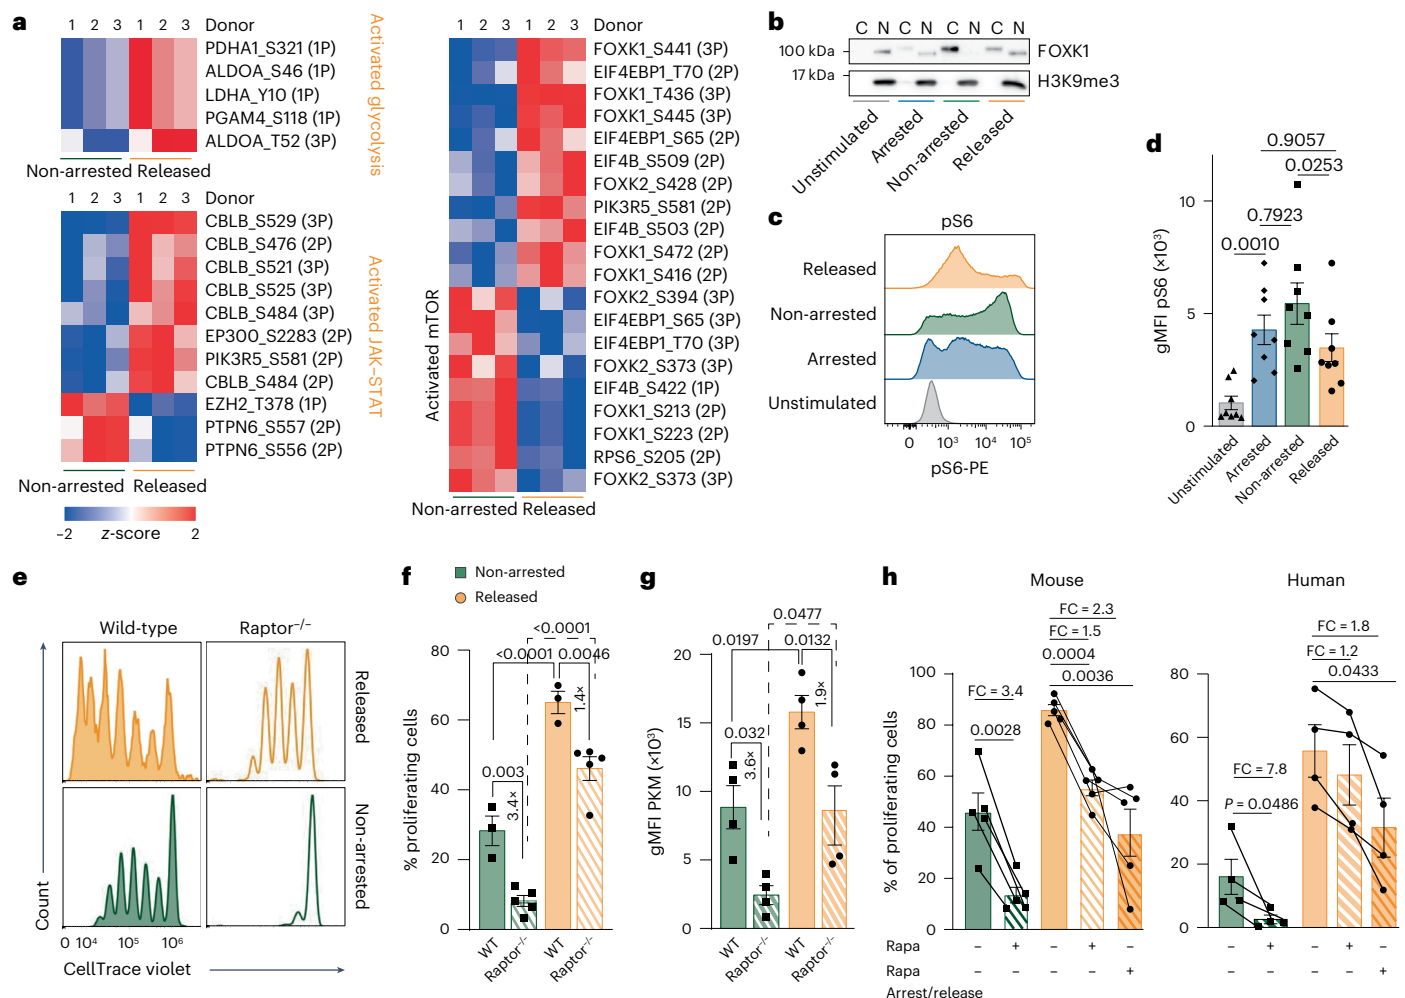 a
1 2 3 Donor
PDHA1_S321 (1P)
ALDOA_S46 (1P)
LDHA_Y10 (1P)
PGAM4_S118 (1P)
ALDOA_T52 (3P)
Non-arrested Released
Activated glycolysis
1 2 3 1 2 3 Donor
CBLB_S529 (3P)
CBLB_S476 (2P)
CBLB_S521 (3P)
CBLB_S525 (3P)
CBLB_S484 (3P)
EP300_S2283 (2P)
PIK3R5_S581 (2P)
CBLB_S484 (2P)
EZH2_T378 (1P)
PTPN6_S557 (2P)
PTPN6_S556 (2P)
Non-arrested Released
Activated JAK–STAT
−2 z-score 2
1 2 3 1 2 3 Donor
FOXK1_S441 (3P)
EIF4EBP1_T70 (2P)
FOXK1_T436 (3P)
FOXK1_S445 (3P)
EIF4EBP1_S65 (2P)
EIF4B_S509 (2P)
FOXK2_S428 (2P)
PIK3R5_S581 (2P)
EIF4B_S503 (2P)
FOXK1_S472 (2P)
FOXK1_S416 (2P)
FOXK2_S394 (3P)
EIF4EBP1_S65 (3P)
EIF4EBP1_T70 (3P)
FOXK2_S373 (3P)
EIF4B_S422 (1P)
FOXK1_S213 (2P)
FOXK1_S223 (2P)
RPS6_S205 (2P)
FOXK2_S373 (3P)
Non-arrested Released
Activated mTOR
b
C N C N C N C N
100 kDa FOXK1
17 kDa H3K9me3
Unstimulated
Arrested
Non-arrested
Released
c
pS6
Released
Non-arrested
Arrested
Unstimulated
0 10³ 10⁴ 10⁵
pS6-PE
d
0.9057
0.0253
0.7923
0.0010
10
5
0
gMFI pS6 (×10³)
Unstimulated
Arrested
Non-arrested
Released
e
Wild-type Raptor⁻/⁻
Released
Non-arrested
Count
0 10⁴ 10⁵ 10⁶
CellTrace violet
f
Non-arrested
Released
<0.0001
<0.0001 0.0046
1.4×
0.003
3.4×
80
60
40
20
0
% proliferating cells
WT
Raptor⁻/⁻
WT
Raptor⁻/⁻
g
0.0477
0.0197 0.0132
1.9×
0.032
3.6×
20
15
10
5
0
gMFI PKM (×10³)
WT
Raptor⁻/⁻
WT
Raptor⁻/⁻
h
Mouse
FC = 2.3
FC = 1.5
0.0004
0.0036
FC = 3.4
0.0028
100
80
60
40
20
0
% of proliferating cells
Human
FC = 1.8
FC = 1.2
0.0433
FC = 7.8
P = 0.0486
80
60
40
20
0
Rapa − + − + − − + − + −
Rapa − − − − + − − − − +
Arrest/release